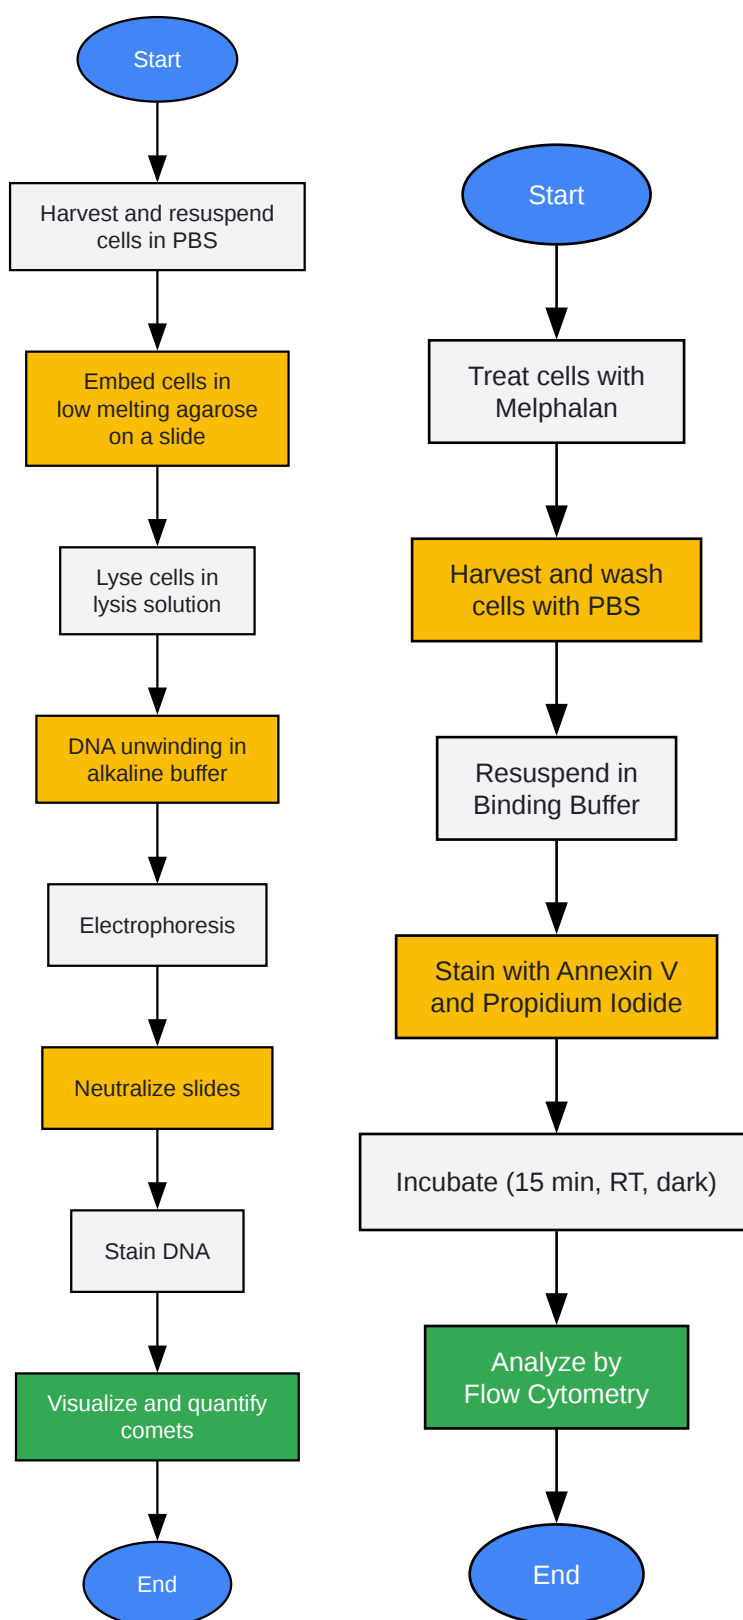 Start
Harvest and resuspend
cells in PBS
Embed cells in
low melting agarose
on a slide
Lyse cells in
lysis solution
DNA unwinding in
alkaline buffer
Electrophoresis
Neutralize slides
Stain DNA
Visualize and quantify
comets
End
Start
Treat cells with
Melphalan
Harvest and wash
cells with PBS
Resuspend in
Binding Buffer
Stain with Annexin V
and Propidium Iodide
Incubate (15 min, RT, dark)
Analyze by
Flow Cytometry
End